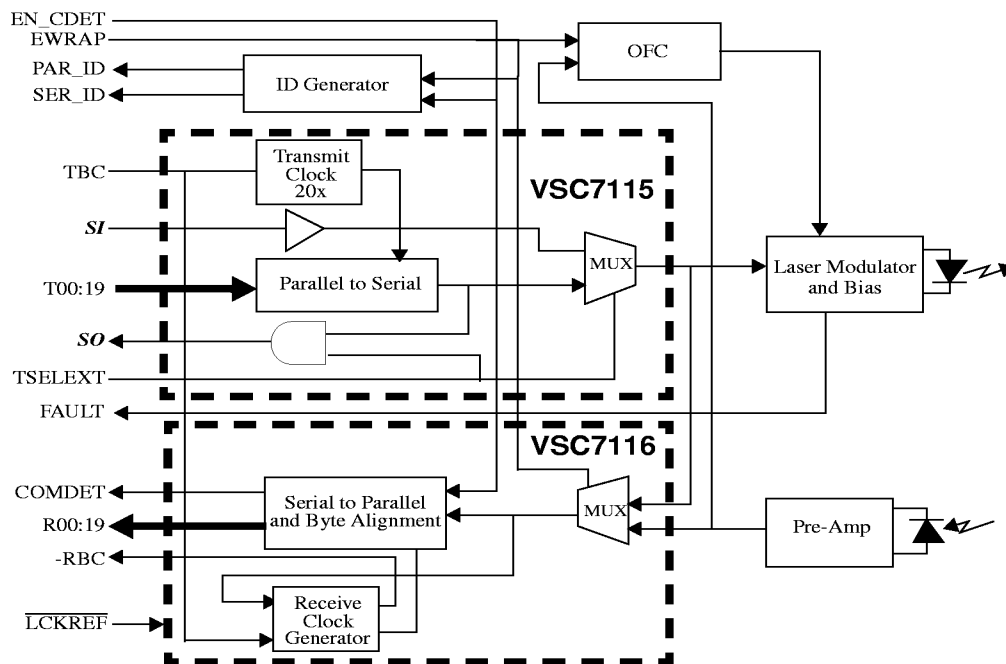 EN_CDET
EWRAP
OFC
PAR_ID
ID Generator
SER_ID
Transmit
Clock
20x
TBC
VSC7115
SI
MUX
Laser Modulator
and Bias
T00:19
Parallel to Serial
SO
TSELEXT
FAULT
VSC7116
COMDET
Serial to Parallel
and Byte Alignment
MUX
R00:19
Pre-Amp
-RBC
Receive
Clock
Generator
LCKREF